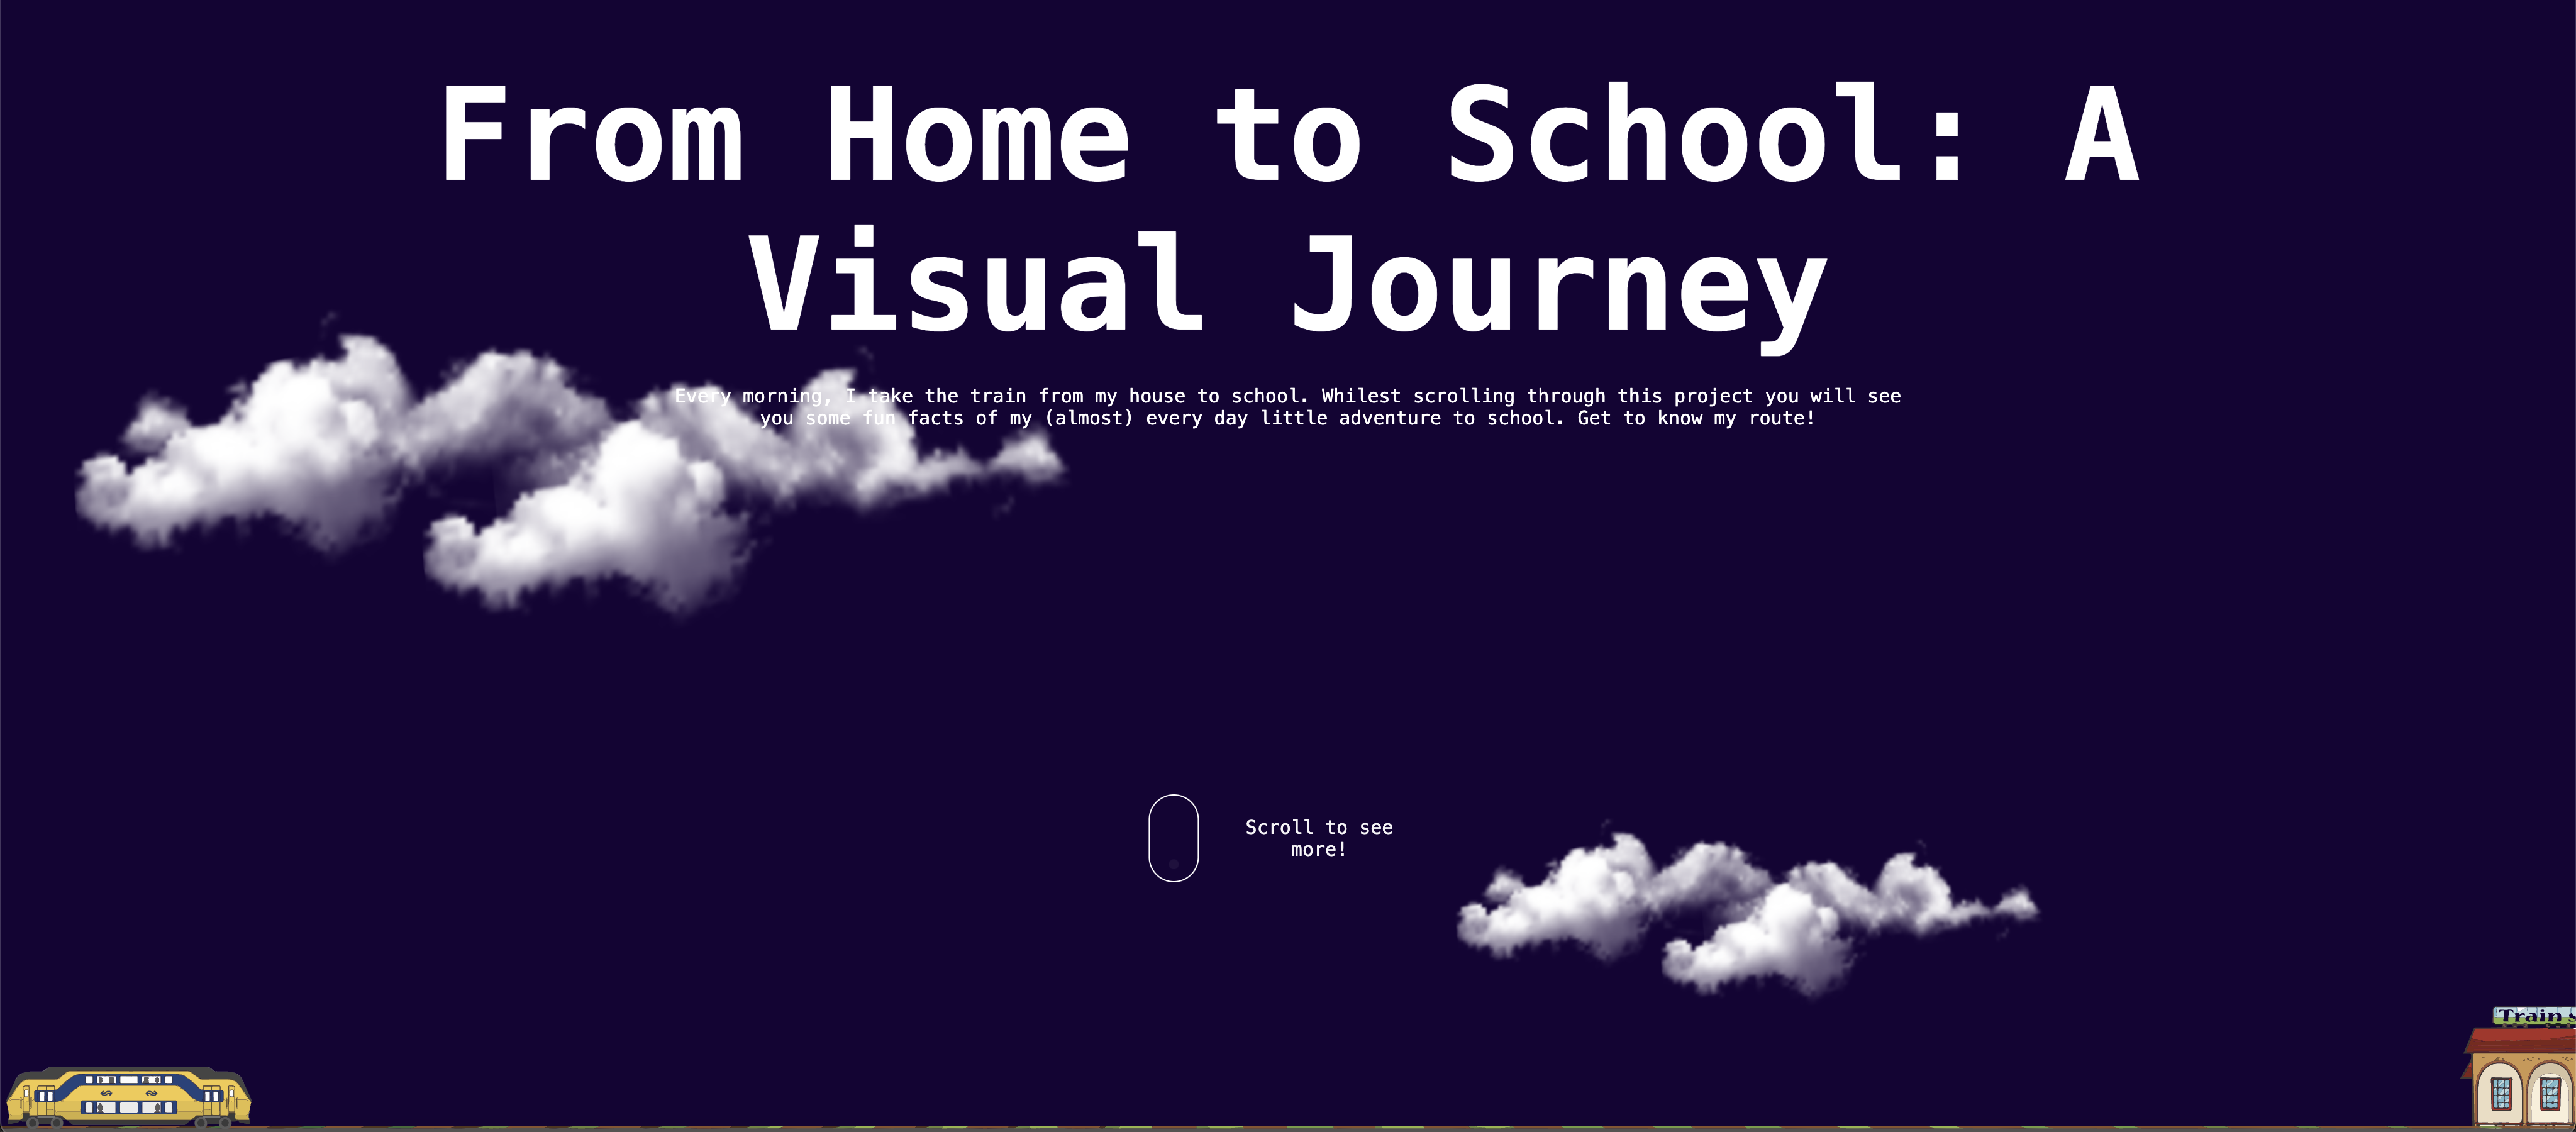 From Home to School: A
Visual Journey
Every morning, I take the train from my house to school. Whilest scrolling through this project you will see
you some fun facts of my (almost) every day little adventure to school. Get to know my route!
Scroll to see
more!
Train s